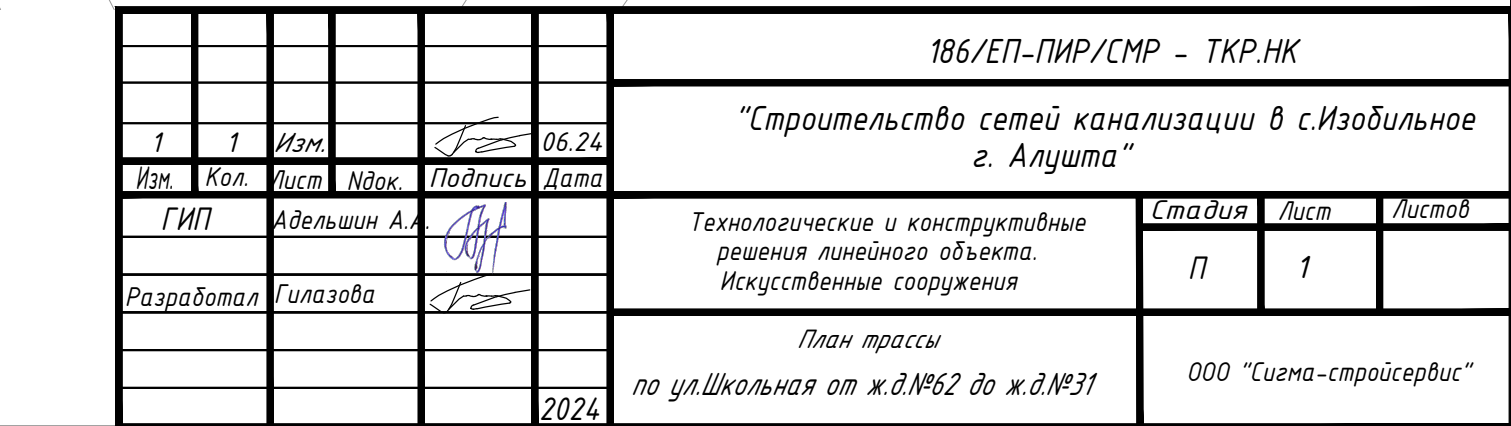 186/ЕП-ПИР/СМР - ТКР.НК
"Строительство сетей канализации в с.Изобильное
г. Алушта"
1 1 Изм. 06.24
Изм. Кол. Лист Nдок. Подпись Дата
ГИП Адельшин А.А.
Технологические и конструктивные
решения линейного объекта.
Искусственные сооружения
Стадия Лист Листов
П 1
Разработал Гилазова
План трассы
по ул.Школьная от ж.д.№62 до ж.д.№31
ООО "Сигма-стройсервис"
2024